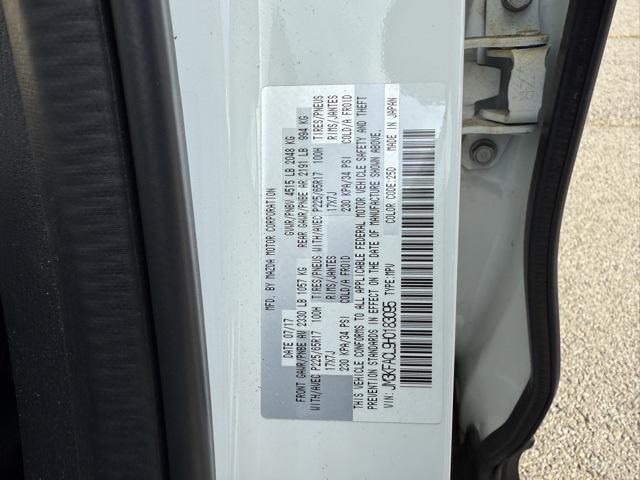 MFD. BY MAZDA MOTOR CORPORATION
DATE 07/17 GVWR/PNBV 4515 LB 2048 KG
FRONT GAWR/PNBE AV 2330 LB 1057 KG REAR GAWR/PNBE AR 2191 LB 994 KG
WITH/AVEC P225/65R17 100H TIRES/PNEUS WITH/AVEC P225/65R17 100H TIRES/PNEUS
17X7J RIMS/JANTES 17X7J RIMS/JANTES
230 KPA/34 PSI COLD/A FROID 230 KPA/34 PSI COLD/A FROID
THIS VEHICLE CONFORMS TO ALL APPLICABLE FEDERAL MOTOR VEHICLE SAFETY AND THEFT
PREVENTION STANDARDS IN EFFECT ON THE DATE OF MANUFACTURE SHOWN ABOVE.
COLOR CODE:25D MADE IN JAPAN
VIN: JM3KFACL9H0183095 TYPE:MPV